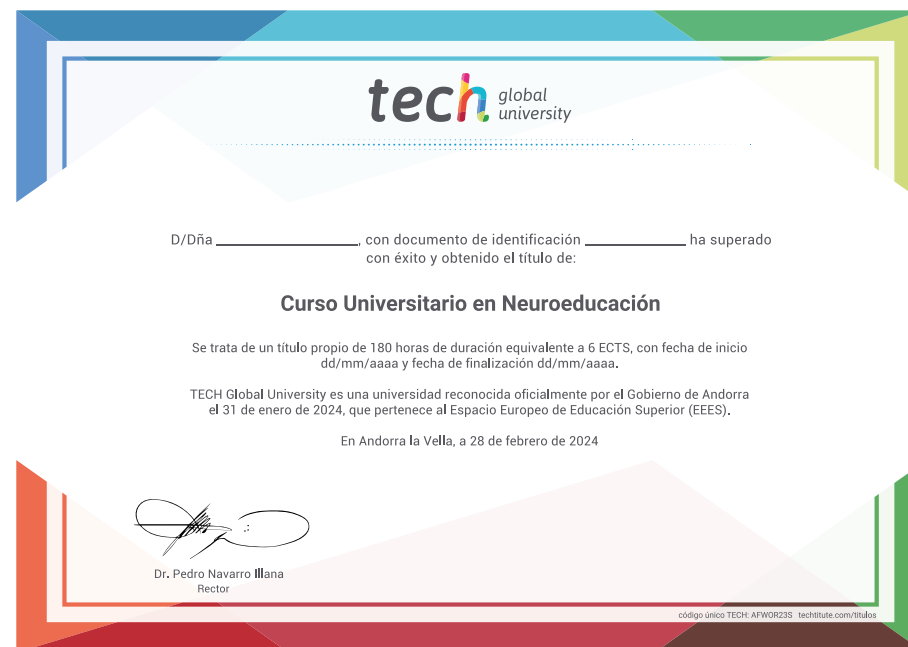 tech global university
D/Dña ________________, con documento de identificación ____________ ha superado
con éxito y obtenido el título de:
Curso Universitario en Neuroeducación
Se trata de un título propio de 180 horas de duración equivalente a 6 ECTS, con fecha de inicio
dd/mm/aaaa y fecha de finalización dd/mm/aaaa.
TECH Global University es una universidad reconocida oficialmente por el Gobierno de Andorra
el 31 de enero de 2024, que pertenece al Espacio Europeo de Educación Superior (EEES).
En Andorra la Vella, a 28 de febrero de 2024
Dr. Pedro Navarro Illana
Rector
código único TECH: AFWOR23S techtitute.com/titulos